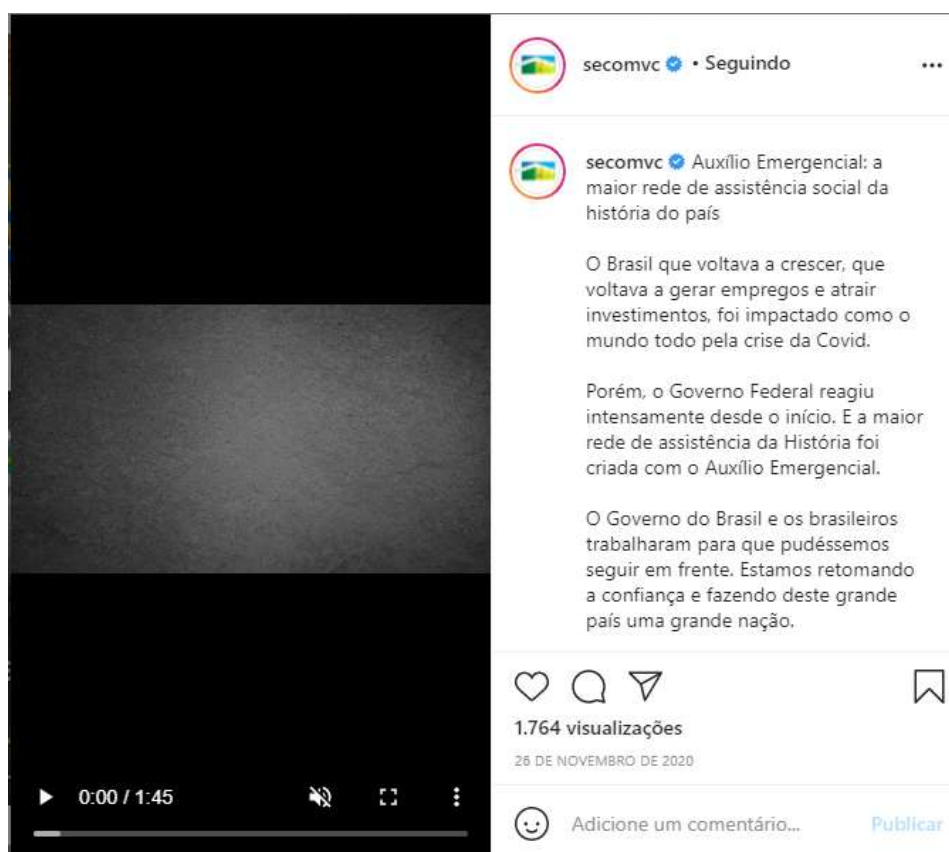 secomvc • Seguindo
secomvc Auxílio Emergencial: a
maior rede de assistência social da
história do país
O Brasil que voltava a crescer, que
voltava a gerar empregos e atrair
investimentos, foi impactado como o
mundo todo pela crise da Covid.
Porém, o Governo Federal reagiu
intensamente desde o início. E a maior
rede de assistência da História foi
criada com o Auxílio Emergencial.
O Governo do Brasil e os brasileiros
trabalharam para que pudéssemos
seguir em frente. Estamos retomando
a confiança e fazendo deste grande
país uma grande nação.
1.764 visualizações
26 DE NOVEMBRO DE 2020
0:00 / 1:45
Adicione um comentário... Publicar